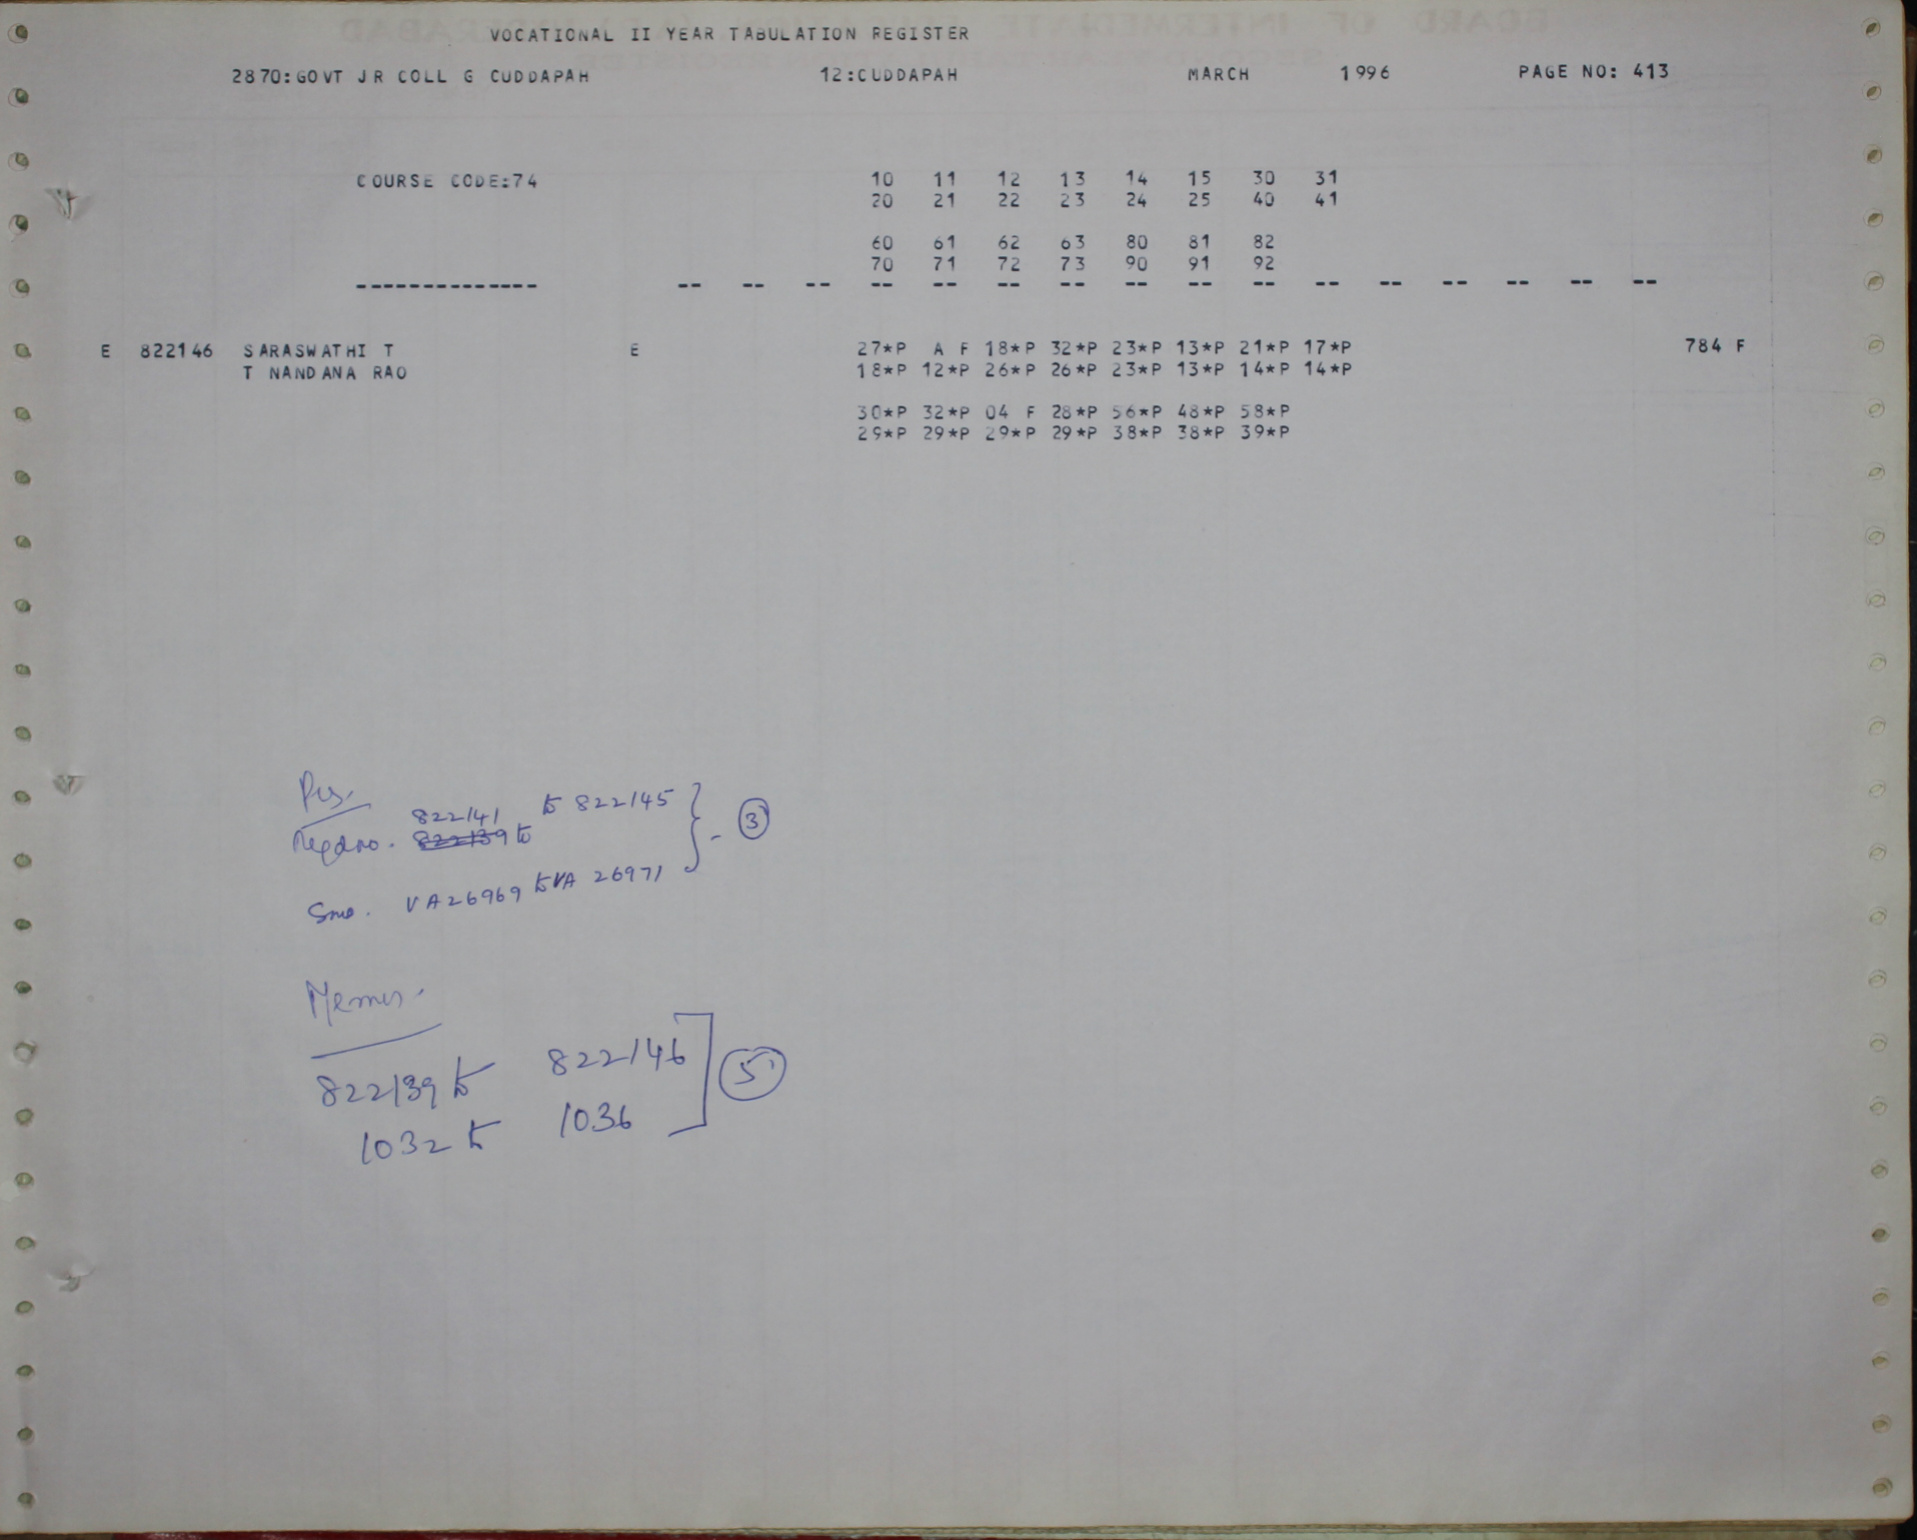 VOCATIONAL II YEAR TABULATION REGISTER
2870:GOVT JR COLL G CUDDAPAH 12:CUDDAPAH MARCH 1996 PAGE NO: 413
COURSE CODE:74 10 11 12 13 14 15 30 31
20 21 22 23 24 25 40 41
60 61 62 63 80 81 82
70 71 72 73 90 91 92
-------------- -- -- -- -- -- -- -- -- -- -- -- -- -- -- -- --
E 822146 SARASWATHI T E 27*P A F 18*P 32*P 23*P 13*P 21*P 17*P 784 F
T NANDANA RAO 18*P 12*P 26*P 26*P 23*P 13*P 14*P 14*P
30*P 32*P 04 F 28*P 56*P 48*P 58*P
29*P 29*P 29*P 29*P 38*P 38*P 39*P
822141 to 822145
Regdno. 822139 to - 3
Sno. VA26969 to VA 26971
Memos.
822139 to 822146
1032 to 1036 5